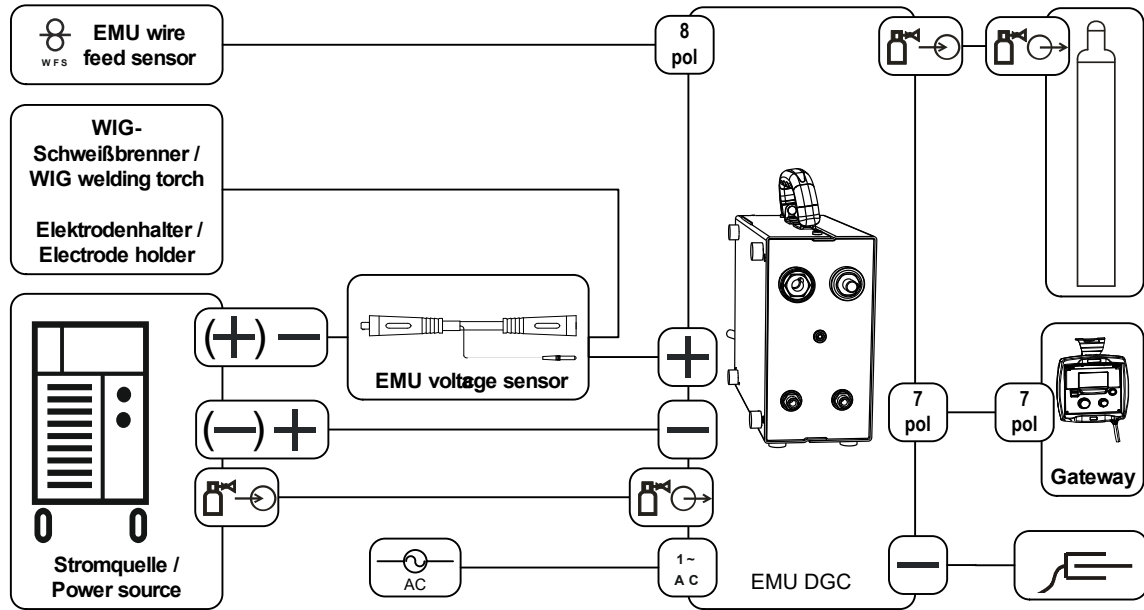 EMU wire
feed sensor
WFS
8
pol
WIG-
Schweißbrenner /
WIG welding torch
Elektrodenhalter /
Electrode holder
(+) −
EMU voltage sensor
+
(−) +
−
7
pol
7
pol
Gateway
Stromquelle /
Power source
AC
1 ~
A C
EMU DGC
−